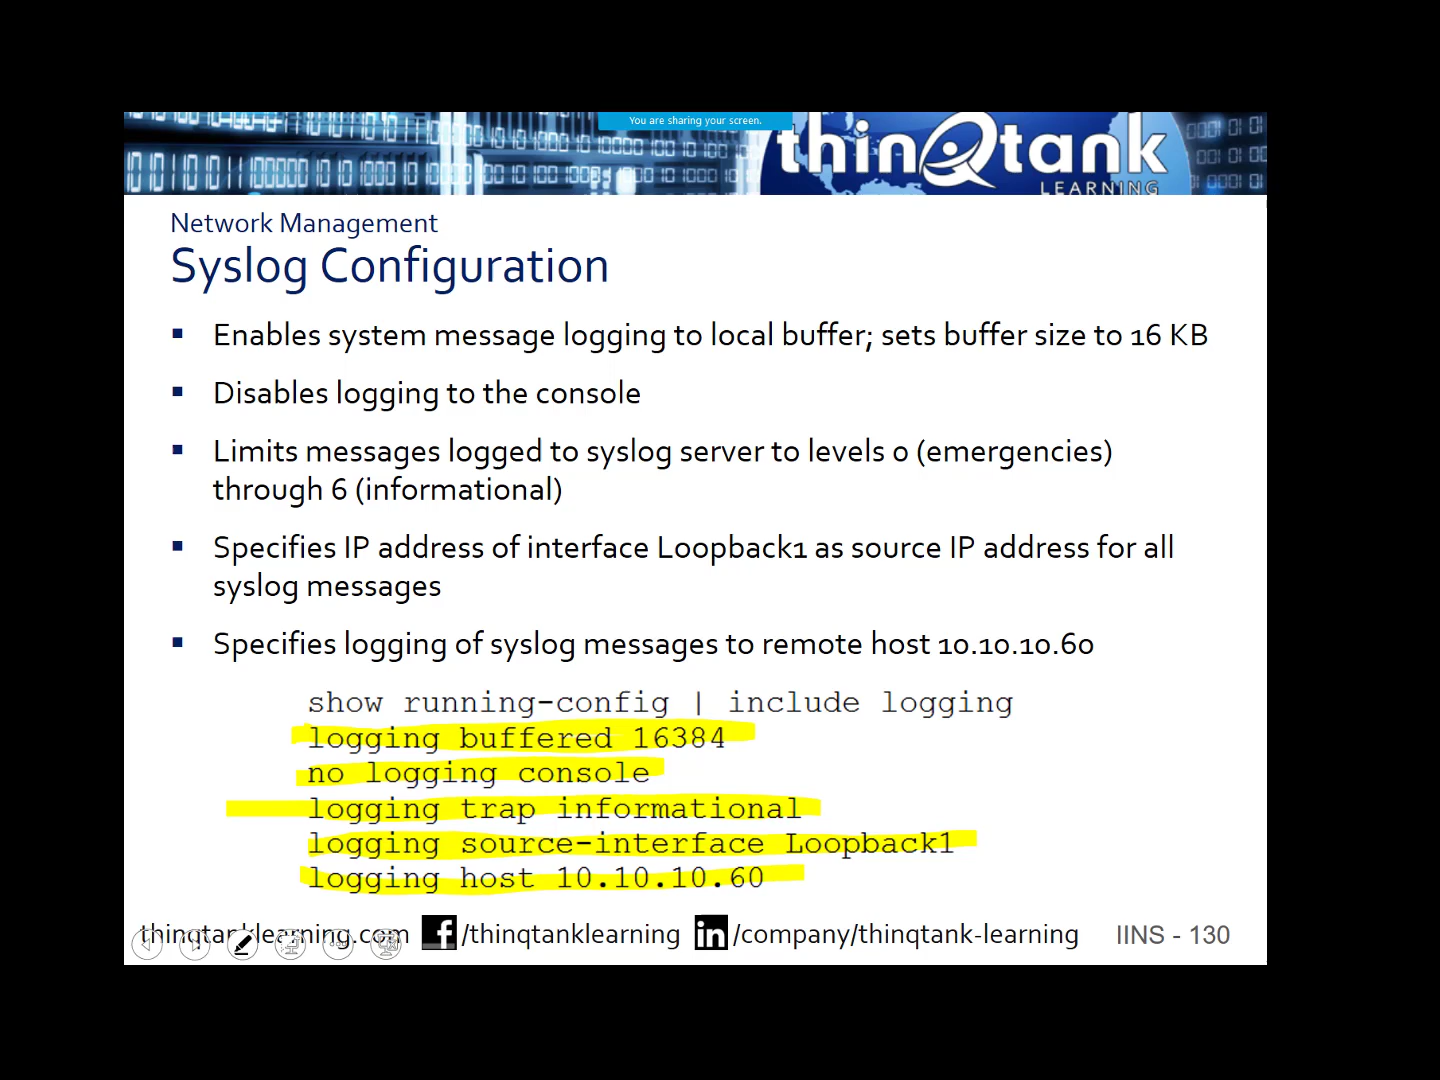 You are sharing your screen.
thinQtank
LEARNING
Network Management
Syslog Configuration
Enables system message logging to local buffer; sets buffer size to 16 KB
Disables logging to the console
Limits messages logged to syslog server to levels 0 (emergencies)
through 6 (informational)
Specifies IP address of interface Loopback1 as source IP address for all
syslog messages
Specifies logging of syslog messages to remote host 10.10.10.60
show running-config | include logging
logging buffered 16384
no logging console
logging trap informational
logging source-interface Loopback1
logging host 10.10.10.60
thinqtanklearning.com f /thinqtanklearning in /company/thinqtank-learning IINS - 130